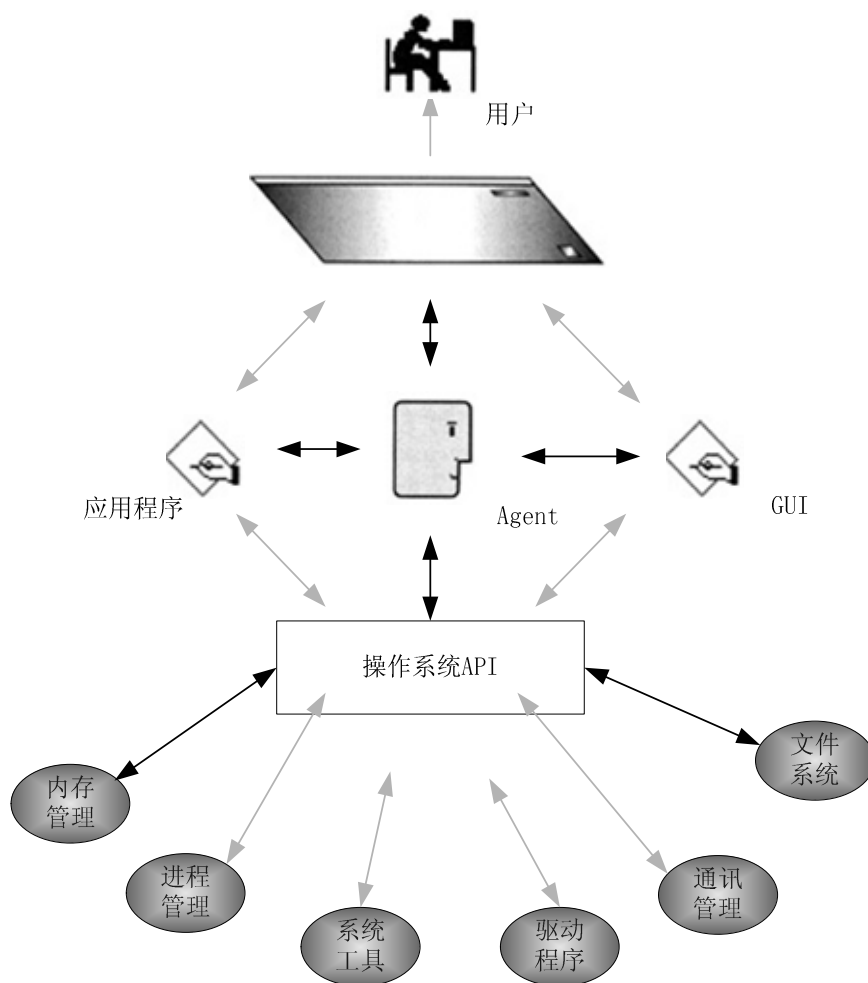 用户
应用程序
Agent
GUI
操作系统API
文件
系统
内存
管理
进程
管理
通讯
管理
系统
工具
驱动
程序